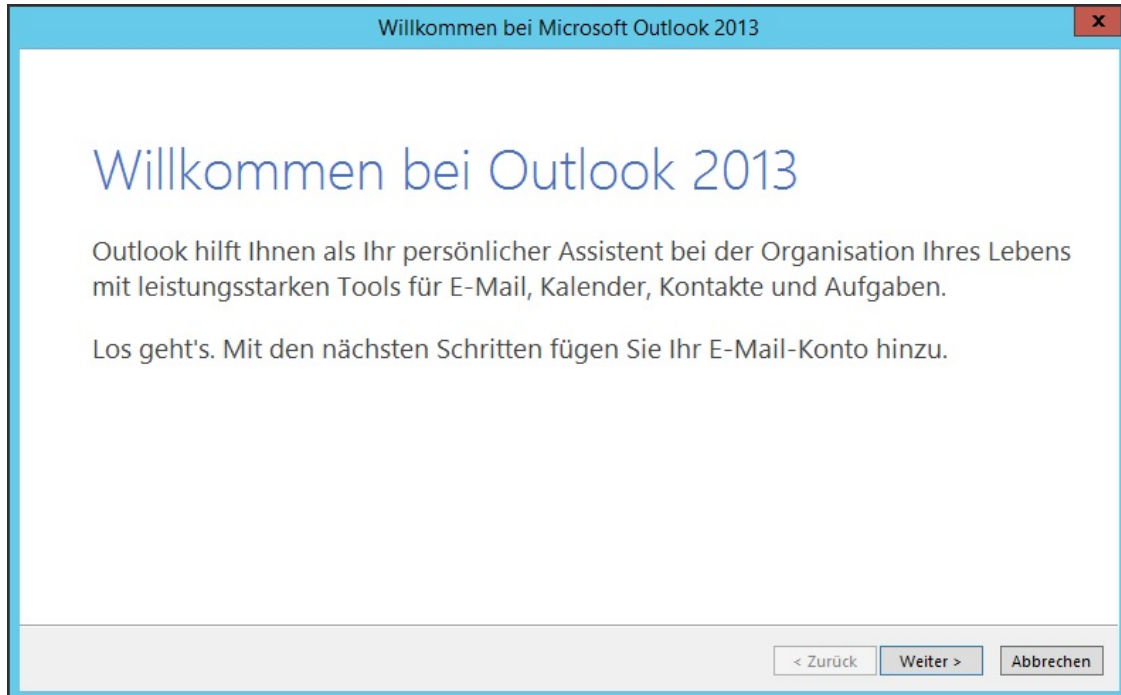 Willkommen bei Microsoft Outlook 2013
x
Willkommen bei Outlook 2013
Outlook hilft Ihnen als Ihr persönlicher Assistent bei der Organisation Ihres Lebens
mit leistungsstarken Tools für E-Mail, Kalender, Kontakte und Aufgaben.
Los geht's. Mit den nächsten Schritten fügen Sie Ihr E-Mail-Konto hinzu.
< Zurück Weiter > Abbrechen